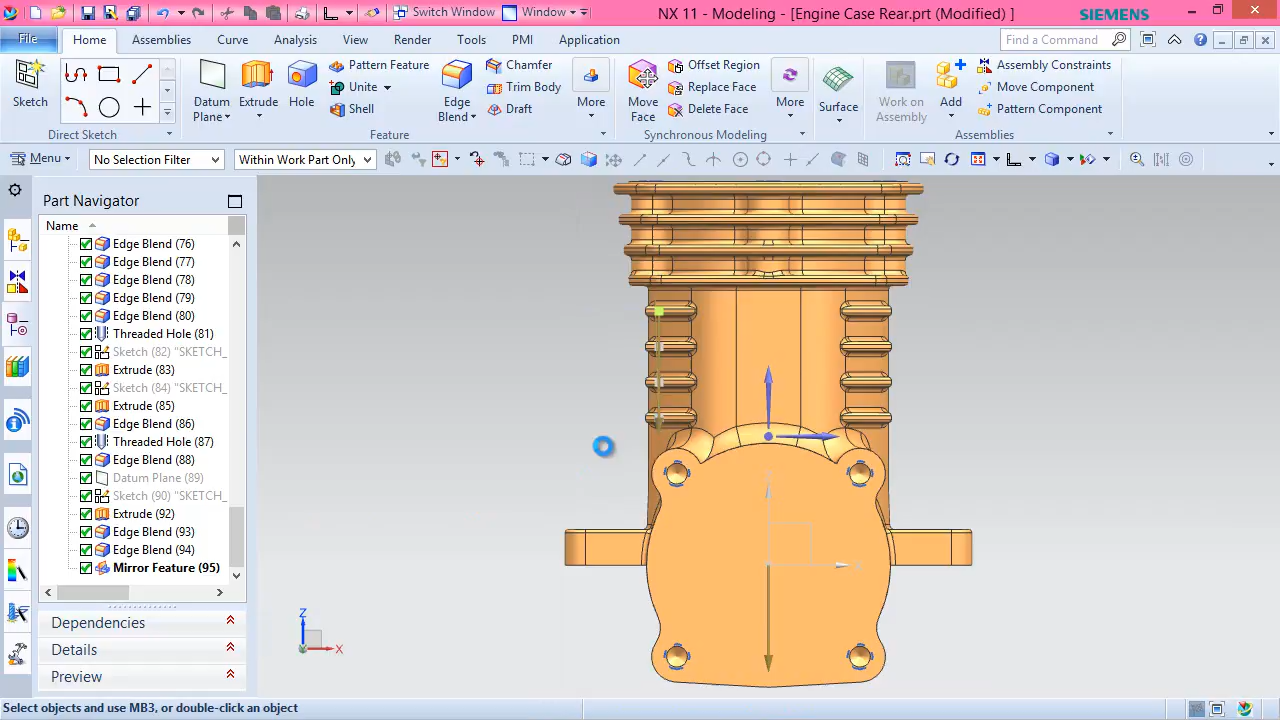 Switch Window
Window
NX 11 - Modeling - [Engine Case Rear.prt (Modified) ]
SIEMENS
File
Home
Assemblies
Curve
Analysis
View
Render
Tools
PMI
Application
Find a Command
Sketch
Direct Sketch
Datum
Plane
Extrude
Hole
Pattern Feature
Unite
Shell
Edge
Blend
Chamfer
Trim Body
Draft
More
Feature
Move
Face
Offset Region
Replace Face
Delete Face
More
Synchronous Modeling
Surface
Work on
Assembly
Add
Assembly Constraints
Move Component
Pattern Component
Assemblies
Menu
No Selection Filter
Within Work Part Only
Part Navigator
Name
Edge Blend (76)
Edge Blend (77)
Edge Blend (78)
Edge Blend (79)
Edge Blend (80)
Threaded Hole (81)
Sketch (82) "SKETCH_
Extrude (83)
Sketch (84) "SKETCH_
Extrude (85)
Edge Blend (86)
Threaded Hole (87)
Edge Blend (88)
Datum Plane (89)
Sketch (90) "SKETCH_
Extrude (92)
Edge Blend (93)
Edge Blend (94)
Mirror Feature (95)
Dependencies
Details
Preview
Z
X
Select objects and use MB3, or double-click an object